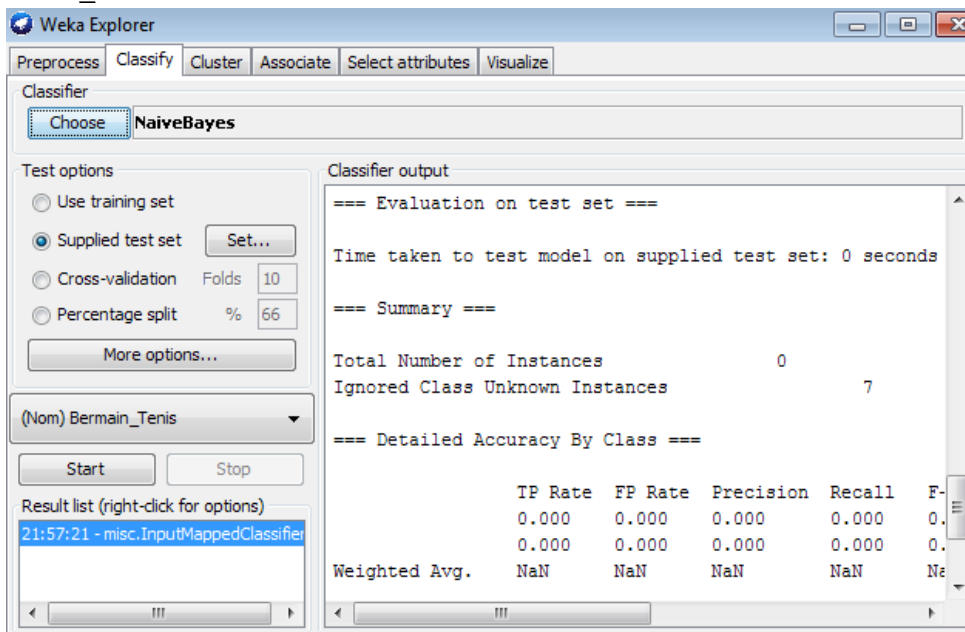 Weka Explorer
Preprocess Classify Cluster Associate Select attributes Visualize
Classifier
Choose NaiveBayes
Test options
Use training set
Supplied test set Set...
Cross-validation Folds 10
Percentage split % 66
More options...
(Nom) Bermain_Tenis
Start Stop
Result list (right-click for options)
21:57:21 - misc.InputMappedClassifier
Classifier output
=== Evaluation on test set ===
Time taken to test model on supplied test set: 0 seconds
=== Summary ===
Total Number of Instances 0
Ignored Class Unknown Instances 7
=== Detailed Accuracy By Class ===
TP Rate FP Rate Precision Recall F-
0.000 0.000 0.000 0.000 0.
0.000 0.000 0.000 0.000 0.
Weighted Avg. NaN NaN NaN NaN Na